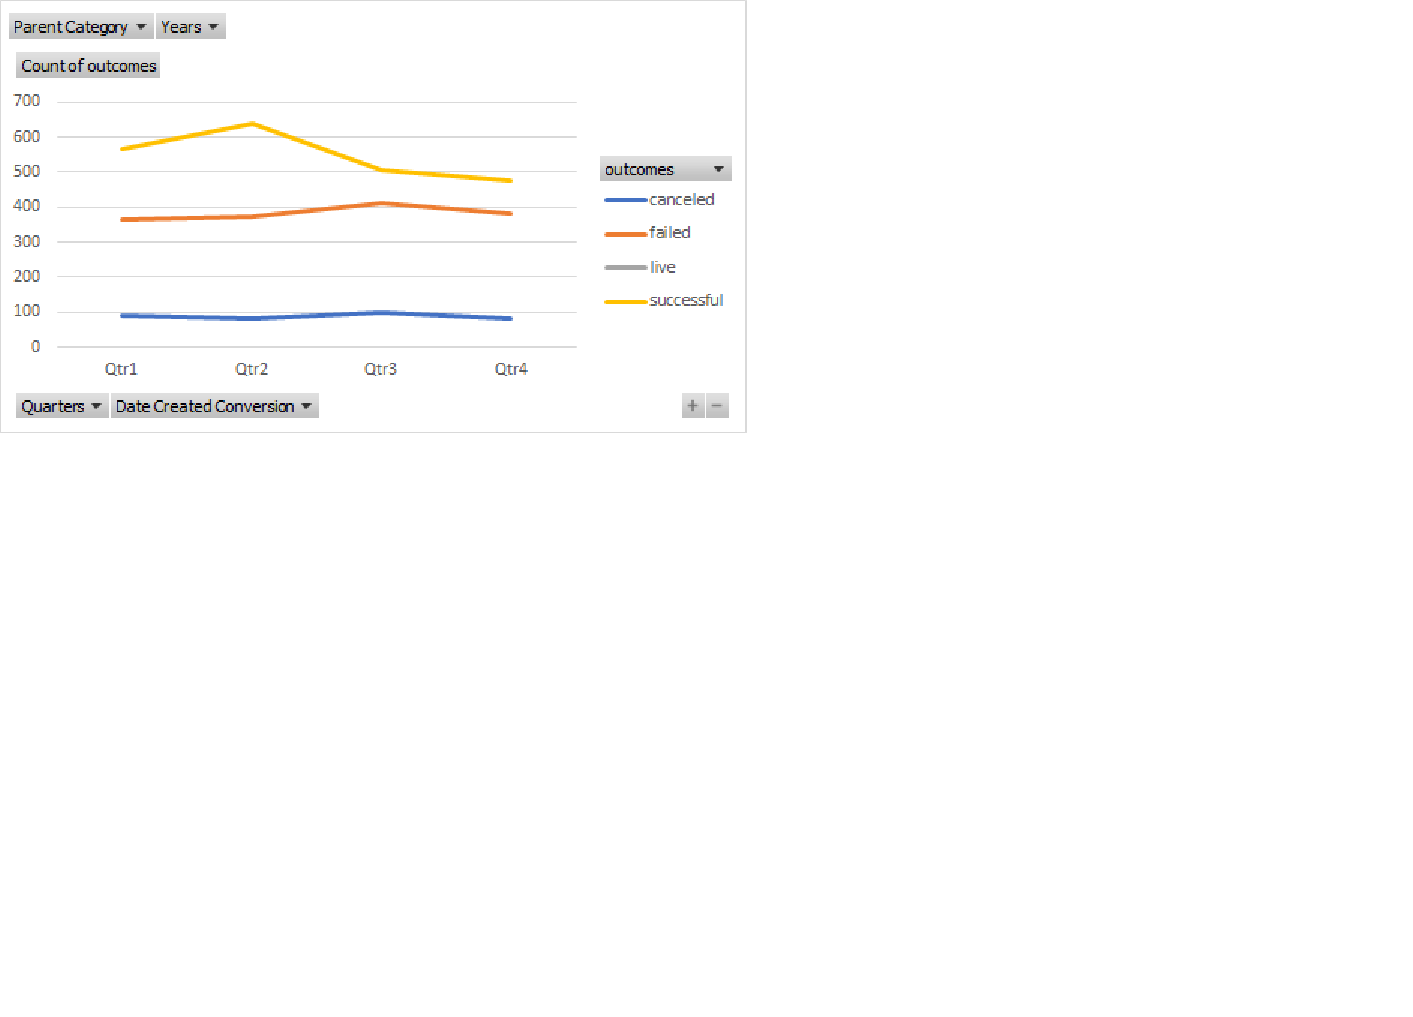 Parent Category Years
Count of outcomes
700
600
500
400
300
200
100
0
Qtr1 Qtr2 Qtr3 Qtr4
outcomes
canceled
failed
live
successful
Quarters Date Created Conversion + −